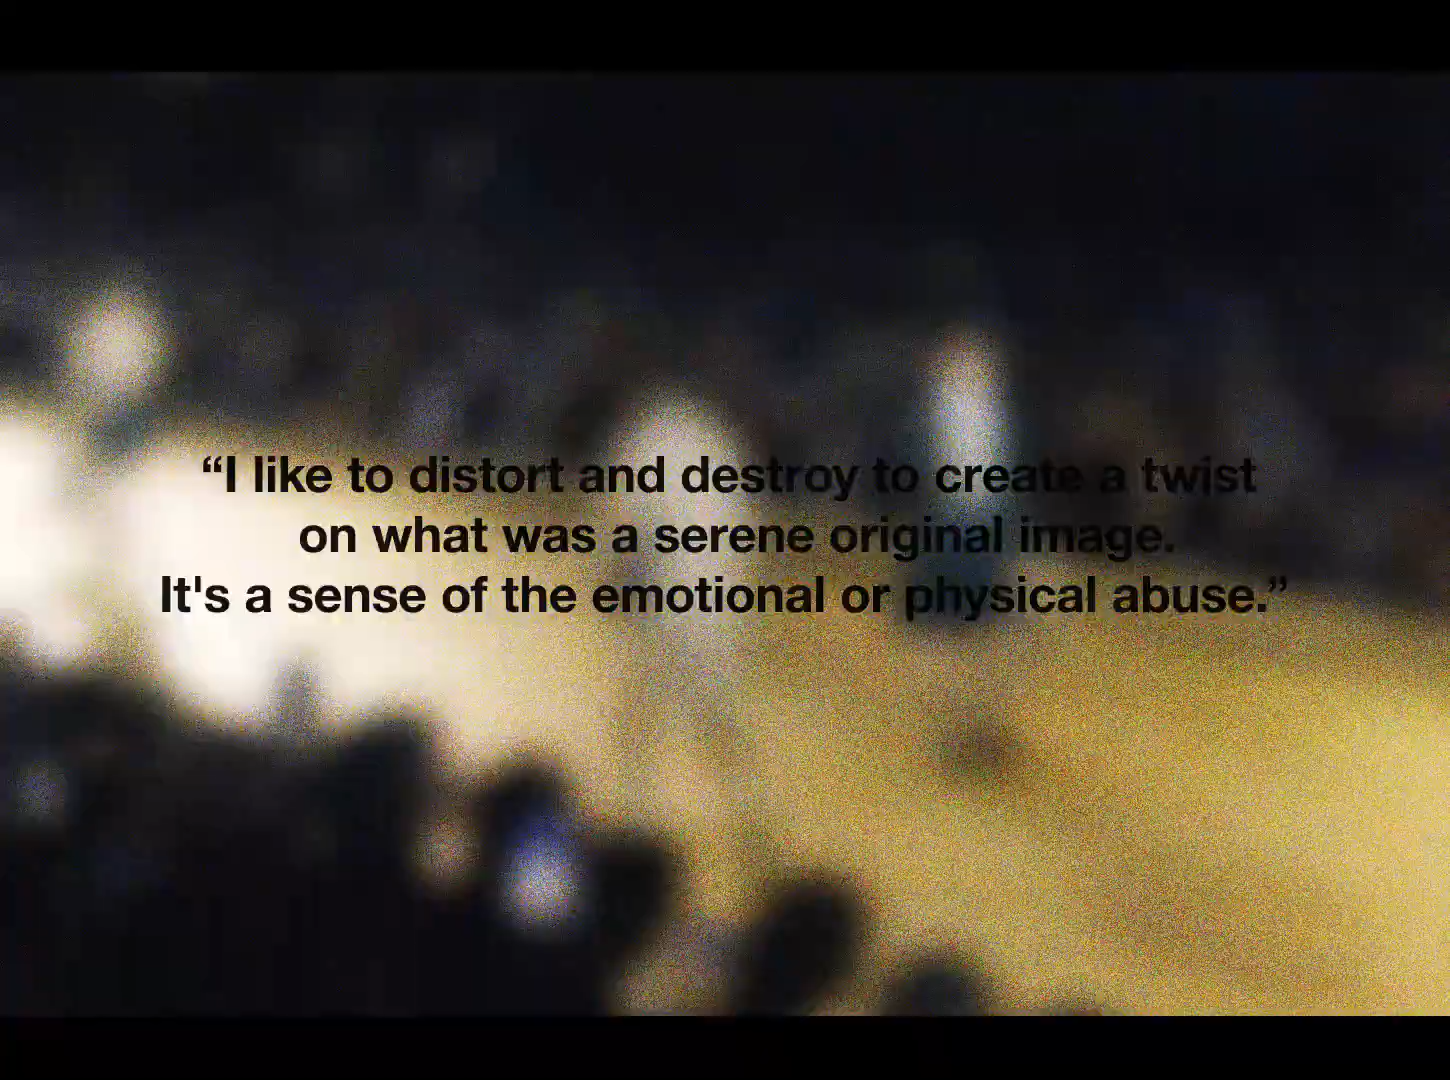 “I like to distort and destroy to create a twist
on what was a serene original image.
It's a sense of the emotional or physical abuse.”